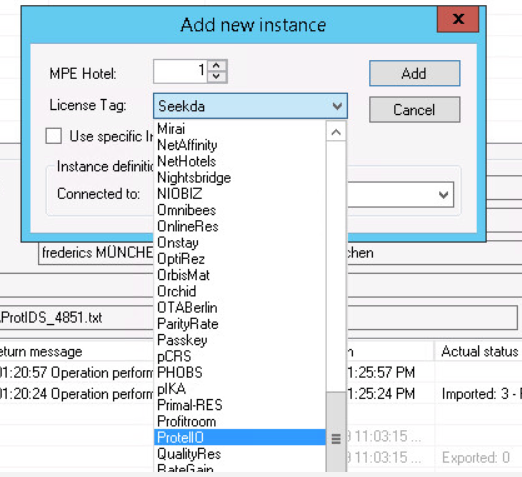 Add new instance
x
MPE Hotel:
1
Add
License Tag:
Seekda
Cancel
Use specific
Mirai
NetAffinity
NetHotels
Nightsbridge
NIOBIZ
Omnibees
OnlineRes
Onstay
OptiRez
OrbisMat
Orchid
OTABerlin
ParityRate
Passkey
pCRS
PHOBS
pIKA
Primal-RES
Profitroom
ProtelIO
QualityRes
RateGain
Instance definitio
Connected to:
frederics MÜNCHE
chen
ProtIDS_4851.txt
eturn message
n
Actual status
01:20:57 Operation perform
1:25:57 PM
01:20:24 Operation perform
1:25:24 PM
Imported: 3 -
11:03:15 ...
11:03:15 ...
Exported: 0